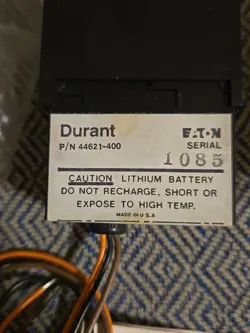 Durant EATON
P/N 44621-400 SERIAL
1085
CAUTION LITHIUM BATTERY
DO NOT RECHARGE, SHORT OR
EXPOSE TO HIGH TEMP.
MADE IN U.S.A